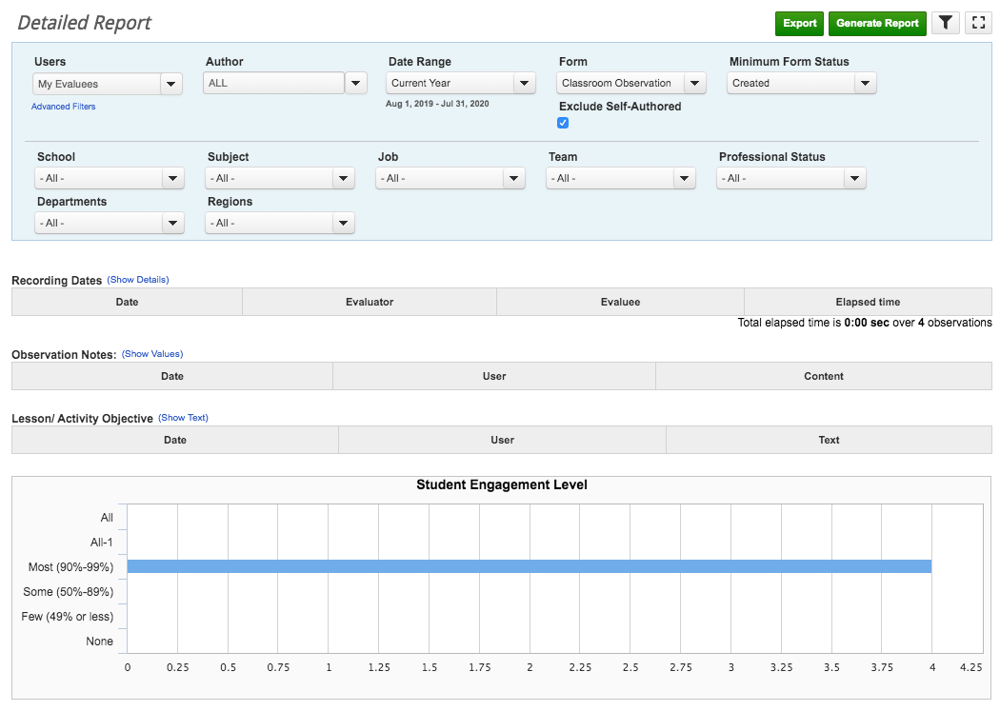 Detailed Report
Export Generate Report
Users Author Date Range Form Minimum Form Status
My Evaluees ALL Current Year Classroom Observation Created
Advanced Filters Aug 1, 2019 - Jul 31, 2020 Exclude Self-Authored
School Subject Job Team Professional Status
- All - - All - - All - - All - - All -
Departments Regions
- All - - All -
Recording Dates (Show Details)
Date Evaluator Evaluee Elapsed time
Total elapsed time is 0:00 sec over 4 observations
Observation Notes: (Show Values)
Date User Content
Lesson/ Activity Objective (Show Text)
Date User Text
Student Engagement Level
All
All-1
Most (90%-99%)
Some (50%-89%)
Few (49% or less)
None
0 0.25 0.5 0.75 1 1.25 1.5 1.75 2 2.25 2.5 2.75 3 3.25 3.5 3.75 4 4.25